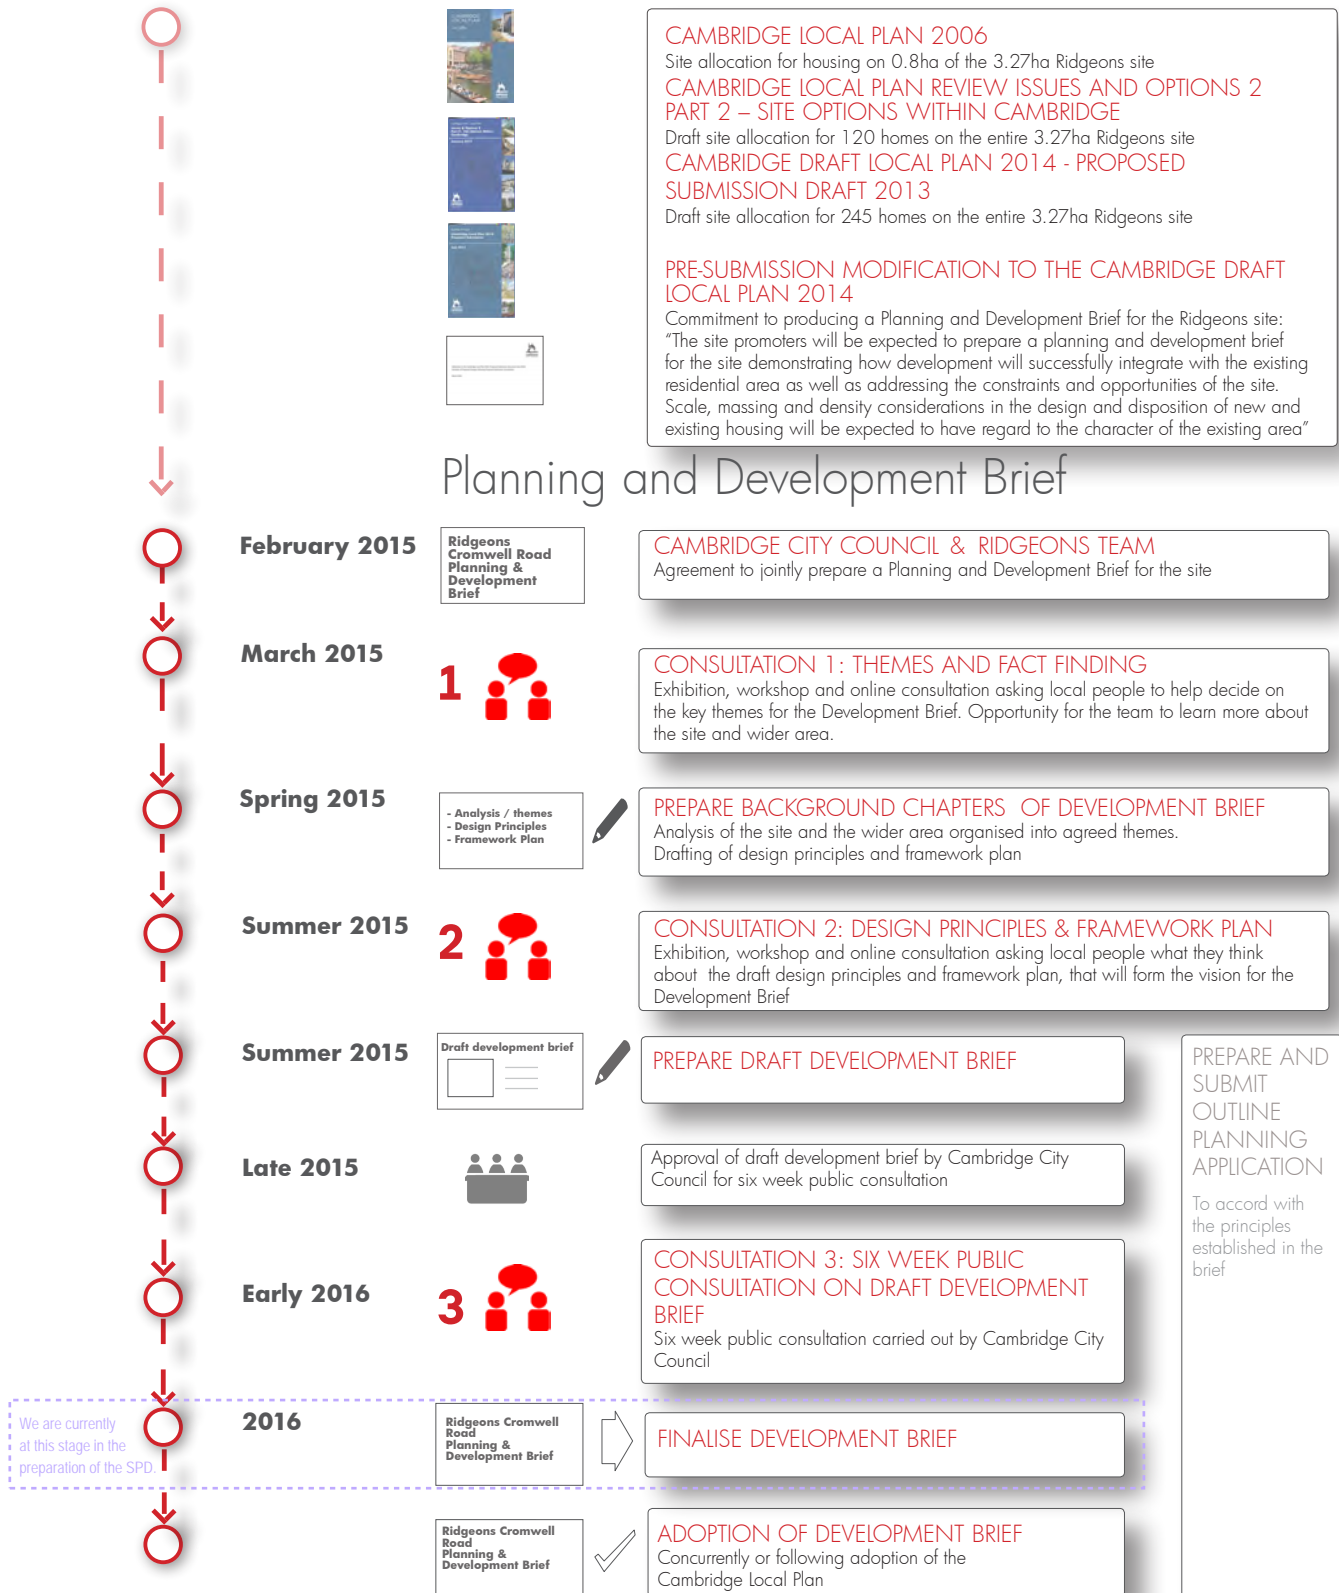 CAMBRIDGE LOCAL PLAN 2006
Site allocation for housing on 0.8ha of the 3.27ha Ridgeons site
CAMBRIDGE LOCAL PLAN REVIEW ISSUES AND OPTIONS 2
PART 2 – SITE OPTIONS WITHIN CAMBRIDGE
Draft site allocation for 120 homes on the entire 3.27ha Ridgeons site
CAMBRIDGE DRAFT LOCAL PLAN 2014 - PROPOSED
SUBMISSION DRAFT 2013
Draft site allocation for 245 homes on the entire 3.27ha Ridgeons site
PRE-SUBMISSION MODIFICATION TO THE CAMBRIDGE DRAFT
LOCAL PLAN 2014
Commitment to producing a Planning and Development Brief for the Ridgeons site:
"The site promoters will be expected to prepare a planning and development brief
for the site demonstrating how development will successfully integrate with the existing
residential area as well as addressing the constraints and opportunities of the site.
Scale, massing and density considerations in the design and disposition of new and
existing housing will be expected to have regard to the character of the existing area"
Planning and Development Brief
February 2015
Ridgeons
Cromwell Road
Planning &
Development
Brief
CAMBRIDGE CITY COUNCIL & RIDGEONS TEAM
Agreement to jointly prepare a Planning and Development Brief for the site
March 2015
1
CONSULTATION 1: THEMES AND FACT FINDING
Exhibition, workshop and online consultation asking local people to help decide on
the key themes for the Development Brief. Opportunity for the team to learn more about
the site and wider area.
Spring 2015
- Analysis / themes
- Design Principles
- Framework Plan
PREPARE BACKGROUND CHAPTERS OF DEVELOPMENT BRIEF
Analysis of the site and the wider area organised into agreed themes.
Drafting of design principles and framework plan
Summer 2015
2
CONSULTATION 2: DESIGN PRINCIPLES & FRAMEWORK PLAN
Exhibition, workshop and online consultation asking local people what they think
about the draft design principles and framework plan, that will form the vision for the
Development Brief
Summer 2015
Draft development brief
PREPARE DRAFT DEVELOPMENT BRIEF
PREPARE AND
SUBMIT
OUTLINE
PLANNING
APPLICATION
To accord with
the principles
established in the
brief
Late 2015
Approval of draft development brief by Cambridge City
Council for six week public consultation
Early 2016
3
CONSULTATION 3: SIX WEEK PUBLIC
CONSULTATION ON DRAFT DEVELOPMENT
BRIEF
Six week public consultation carried out by Cambridge City
Council
We are currently
at this stage in the
preparation of the SPD.
2016
Ridgeons Cromwell
Road
Planning &
Development Brief
FINALISE DEVELOPMENT BRIEF
Ridgeons Cromwell
Road
Planning &
Development Brief
ADOPTION OF DEVELOPMENT BRIEF
Concurrently or following adoption of the
Cambridge Local Plan